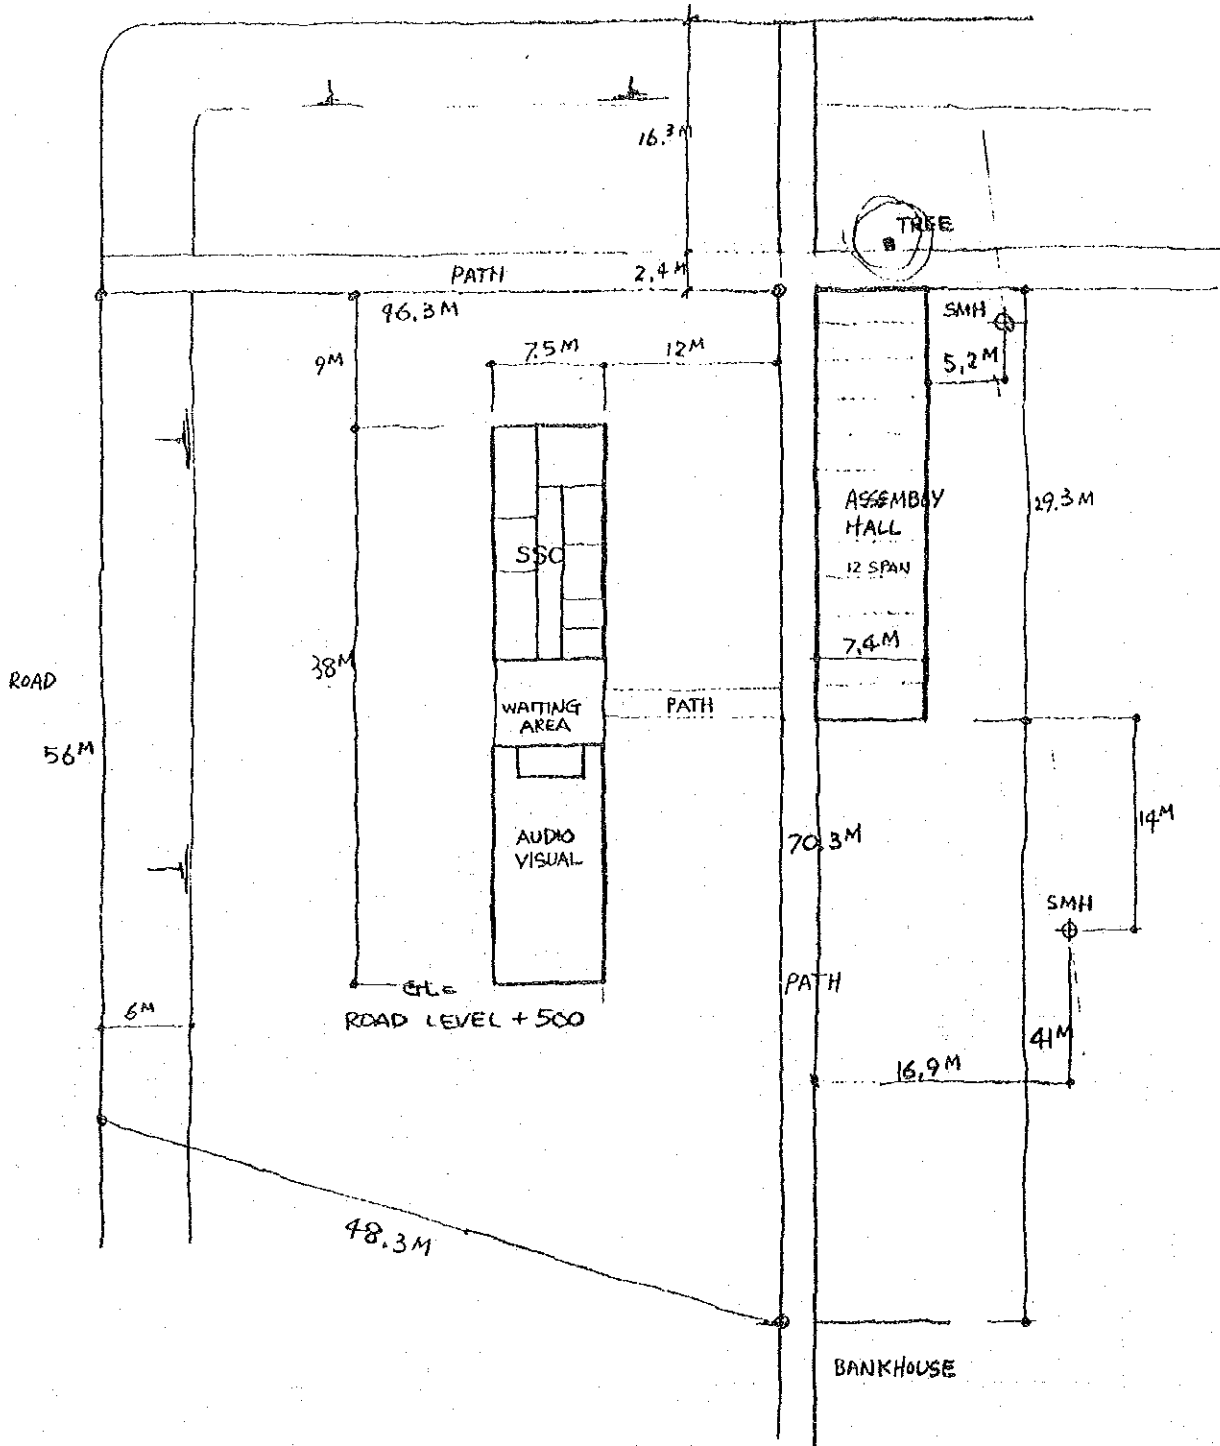 16.3M
TREE
PATH
2.4M
96.3M
SMH
9M
7.5M
12M
5,2M
ASSEMBLY
HALL
29.3M
SSC
12 SPAN
7,4M
38M
ROAD
WAITING
AREA
PATH
56M
14M
AUDIO
VISUAL
70,3M
SMH
PATH
GL=
ROAD LEVEL +500
6M
41M
16,9M
48.3M
BANKHOUSE